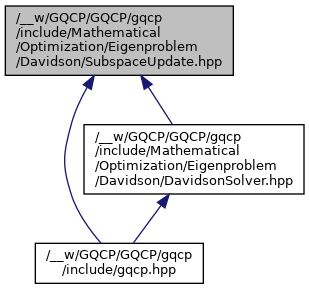 /__w/GQCP/GQCP/gqcp
/include/Mathematical
/Optimization/Eigenproblem
/Davidson/SubspaceUpdate.hpp
/__w/GQCP/GQCP/gqcp
/include/Mathematical
/Optimization/Eigenproblem
/Davidson/DavidsonSolver.hpp
/__w/GQCP/GQCP/gqcp
/include/gqcp.hpp